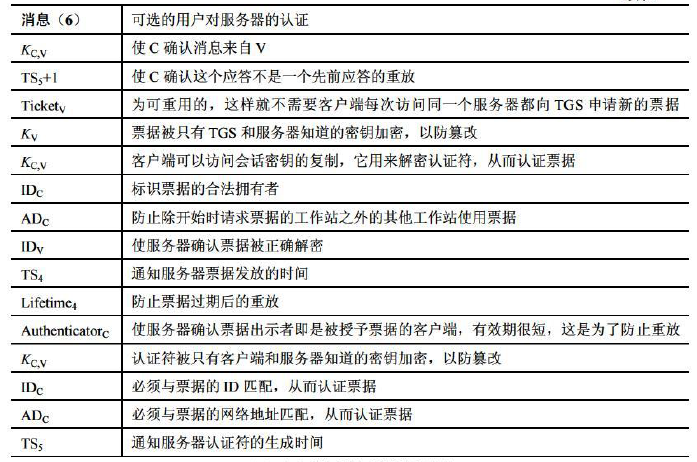 消息（6） 可选的用户对服务器的认证
K_C,V 使 C 确认消息来自 V
TS₅+1 使 C 确认这个应答不是一个先前应答的重放
Ticket_V 为可重用的，这样就不需要客户端每次访问同一个服务器都向 TGS 申请新的票据
K_V 票据被只有 TGS 和服务器知道的密钥加密，以防篡改
K_C,V 客户端可以访问会话密钥的复制，它用来解密认证符，从而认证票据
ID_C 标识票据的合法拥有者
AD_C 防止除开始时请求票据的工作站之外的其他工作站使用票据
ID_V 使服务器确认票据被正确解密
TS₄ 通知服务器票据发放的时间
Lifetime₄ 防止票据过期后的重放
Authenticator_C 使服务器确认票据出示者即是被授予票据的客户端，有效期很短，这是为了防止重放
K_C,V 认证符被只有客户端和服务器知道的密钥加密，以防篡改
ID_C 必须与票据的 ID 匹配，从而认证票据
AD_C 必须与票据的网络地址匹配，从而认证票据
TS₅ 通知服务器认证符的生成时间